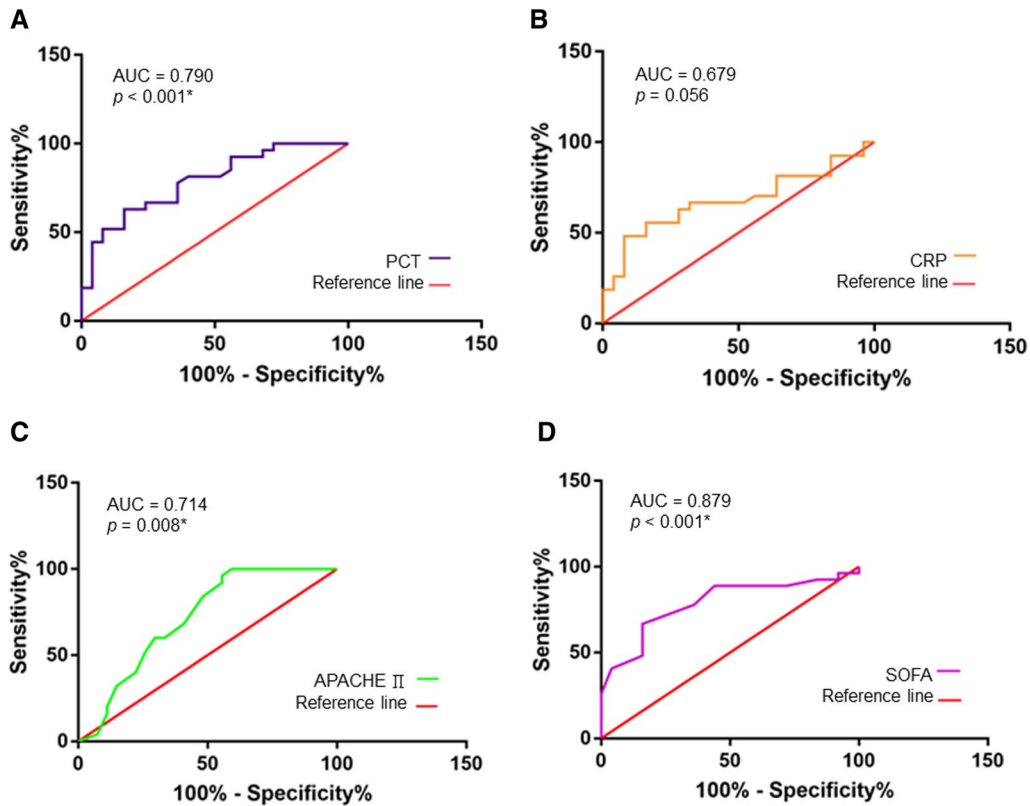 A
150
AUC = 0.790
p < 0.001*
100
Sensitivity%
50
PCT
Reference line
0
0 50 100 150
100% - Specificity%
B
150
AUC = 0.679
p = 0.056
100
Sensitivity%
50
CRP
Reference line
0
0 50 100 150
100% - Specificity%
C
150
AUC = 0.714
p = 0.008*
100
Sensitivity%
50
APACHE II
Reference line
0
0 50 100 150
100% - Specificity%
D
150
AUC = 0.879
p < 0.001*
100
Sensitivity%
50
SOFA
Reference line
0
0 50 100 150
100% - Specificity%